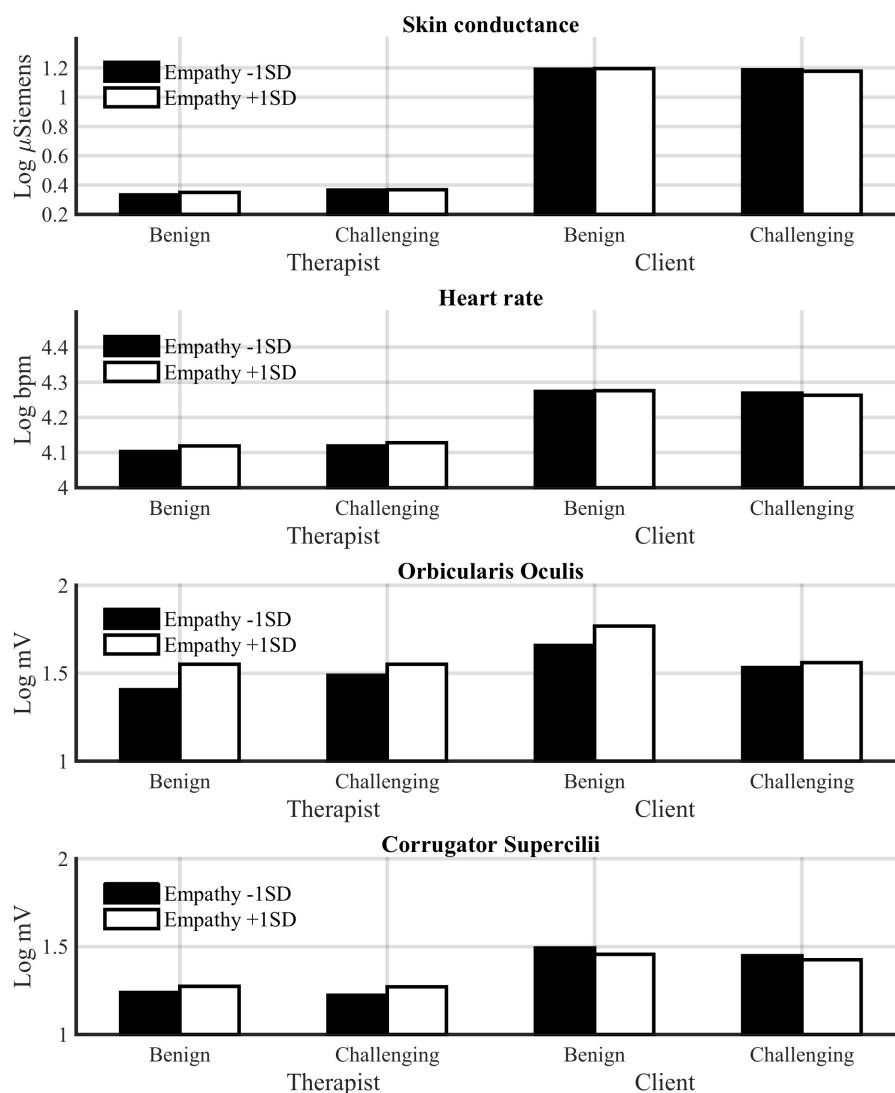 Skin conductance
1.2
1
0.8
0.6
0.4
0.2
Log μSiemens
Empathy -1SD
Empathy +1SD
Benign Challenging Benign Challenging
Therapist Client
Heart rate
4.4
4.3
4.2
4.1
4
Log bpm
Empathy -1SD
Empathy +1SD
Benign Challenging Benign Challenging
Therapist Client
Orbicularis Oculis
2
1.5
1
Log mV
Empathy -1SD
Empathy +1SD
Benign Challenging Benign Challenging
Therapist Client
Corrugator Supercilii
2
1.5
1
Log mV
Empathy -1SD
Empathy +1SD
Benign Challenging Benign Challenging
Therapist Client